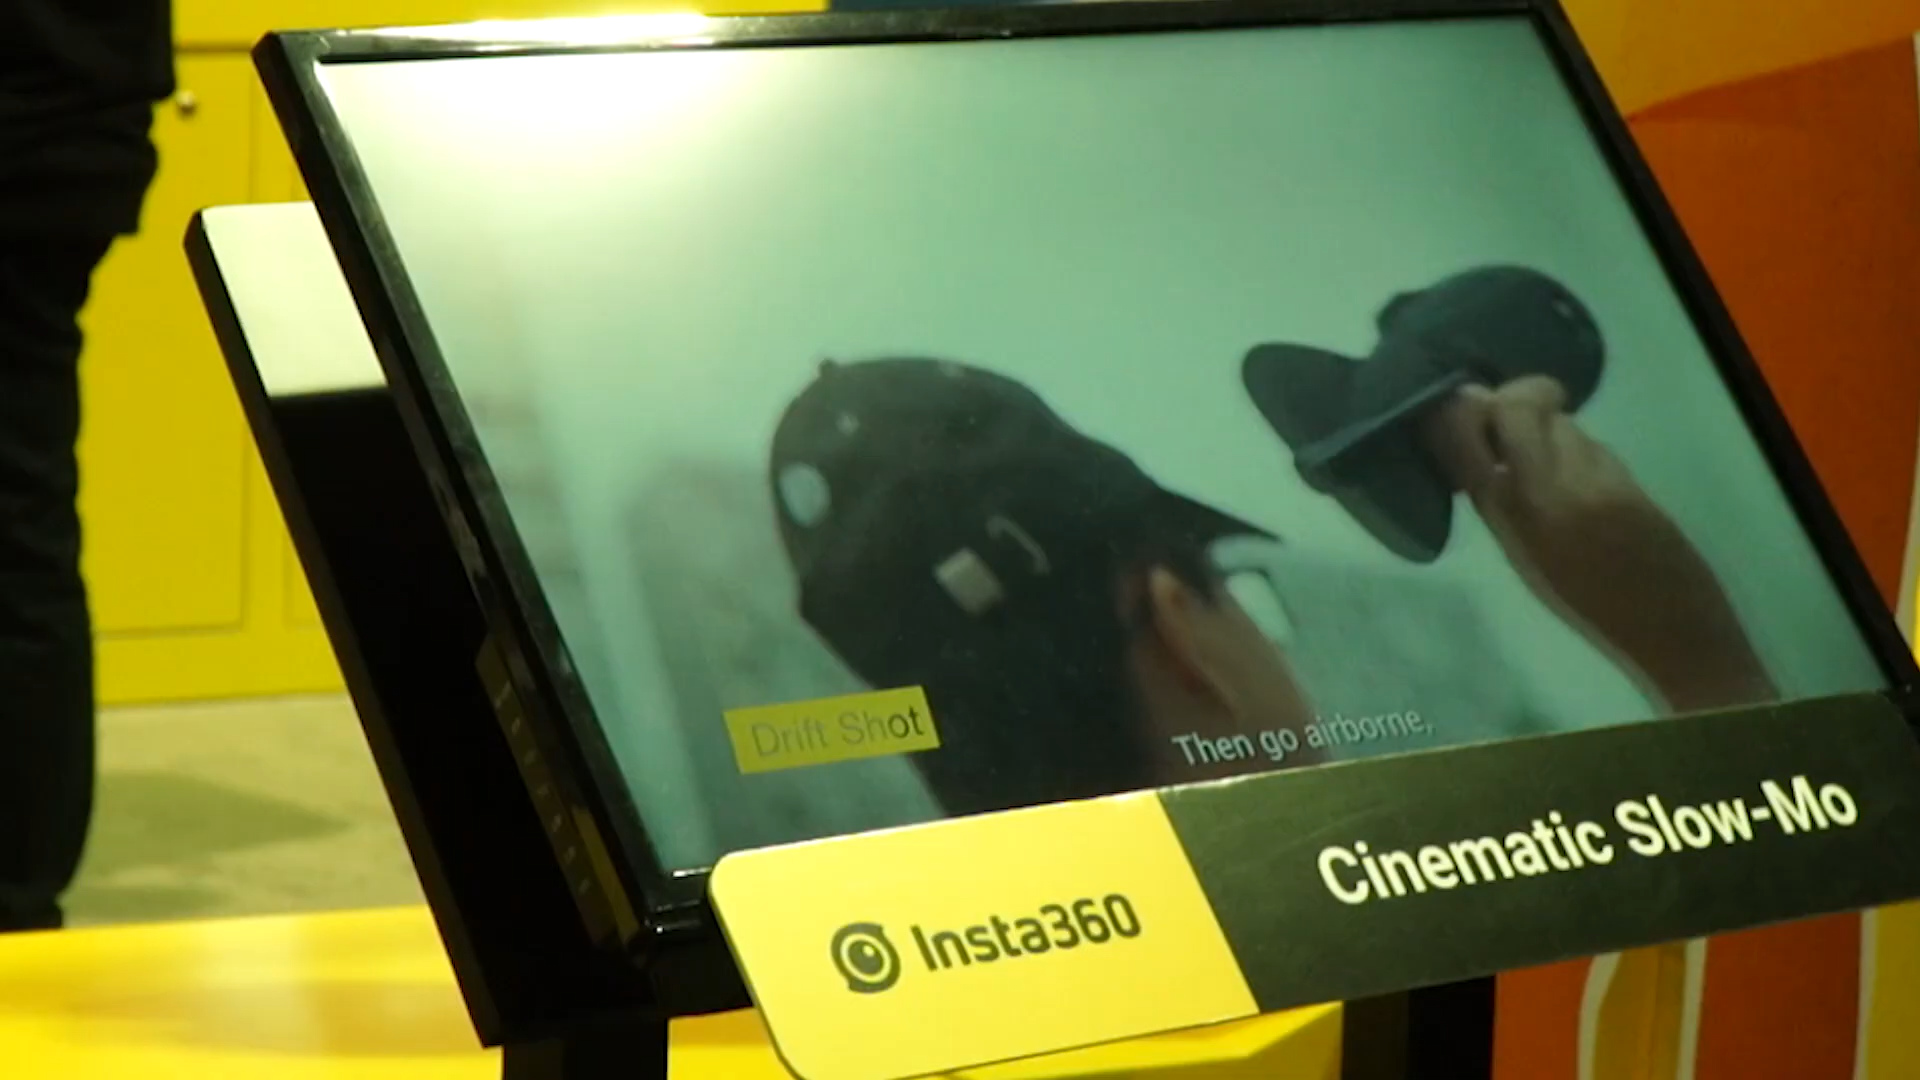 Drift Shot
Then go airborne,
Insta360
Cinematic Slow-Mo